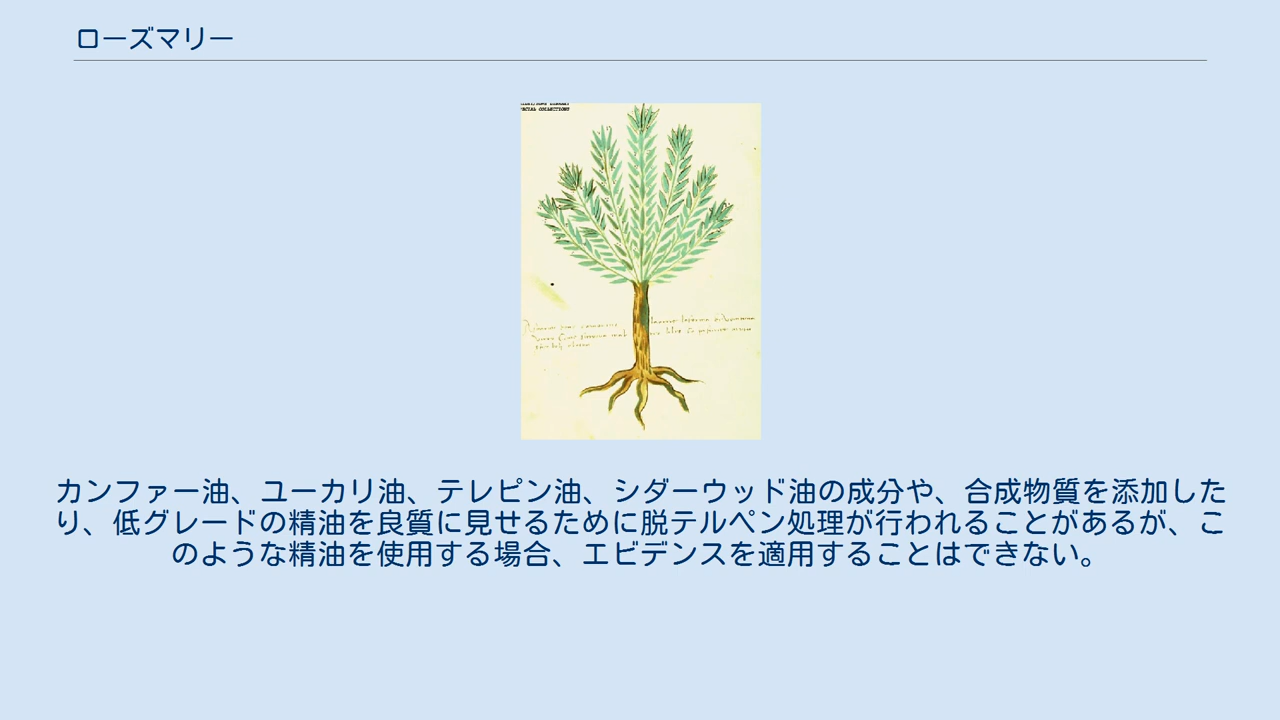 ローズマリー
CIAL COLLECTIONS
カンファー油、ユーカリ油、テレピン油、シダーウッド油の成分や、合成物質を添加した
り、低グレードの精油を良質に見せるために脱テルペン処理が行われることがあるが、こ
のような精油を使用する場合、エビデンスを適用することはできない。